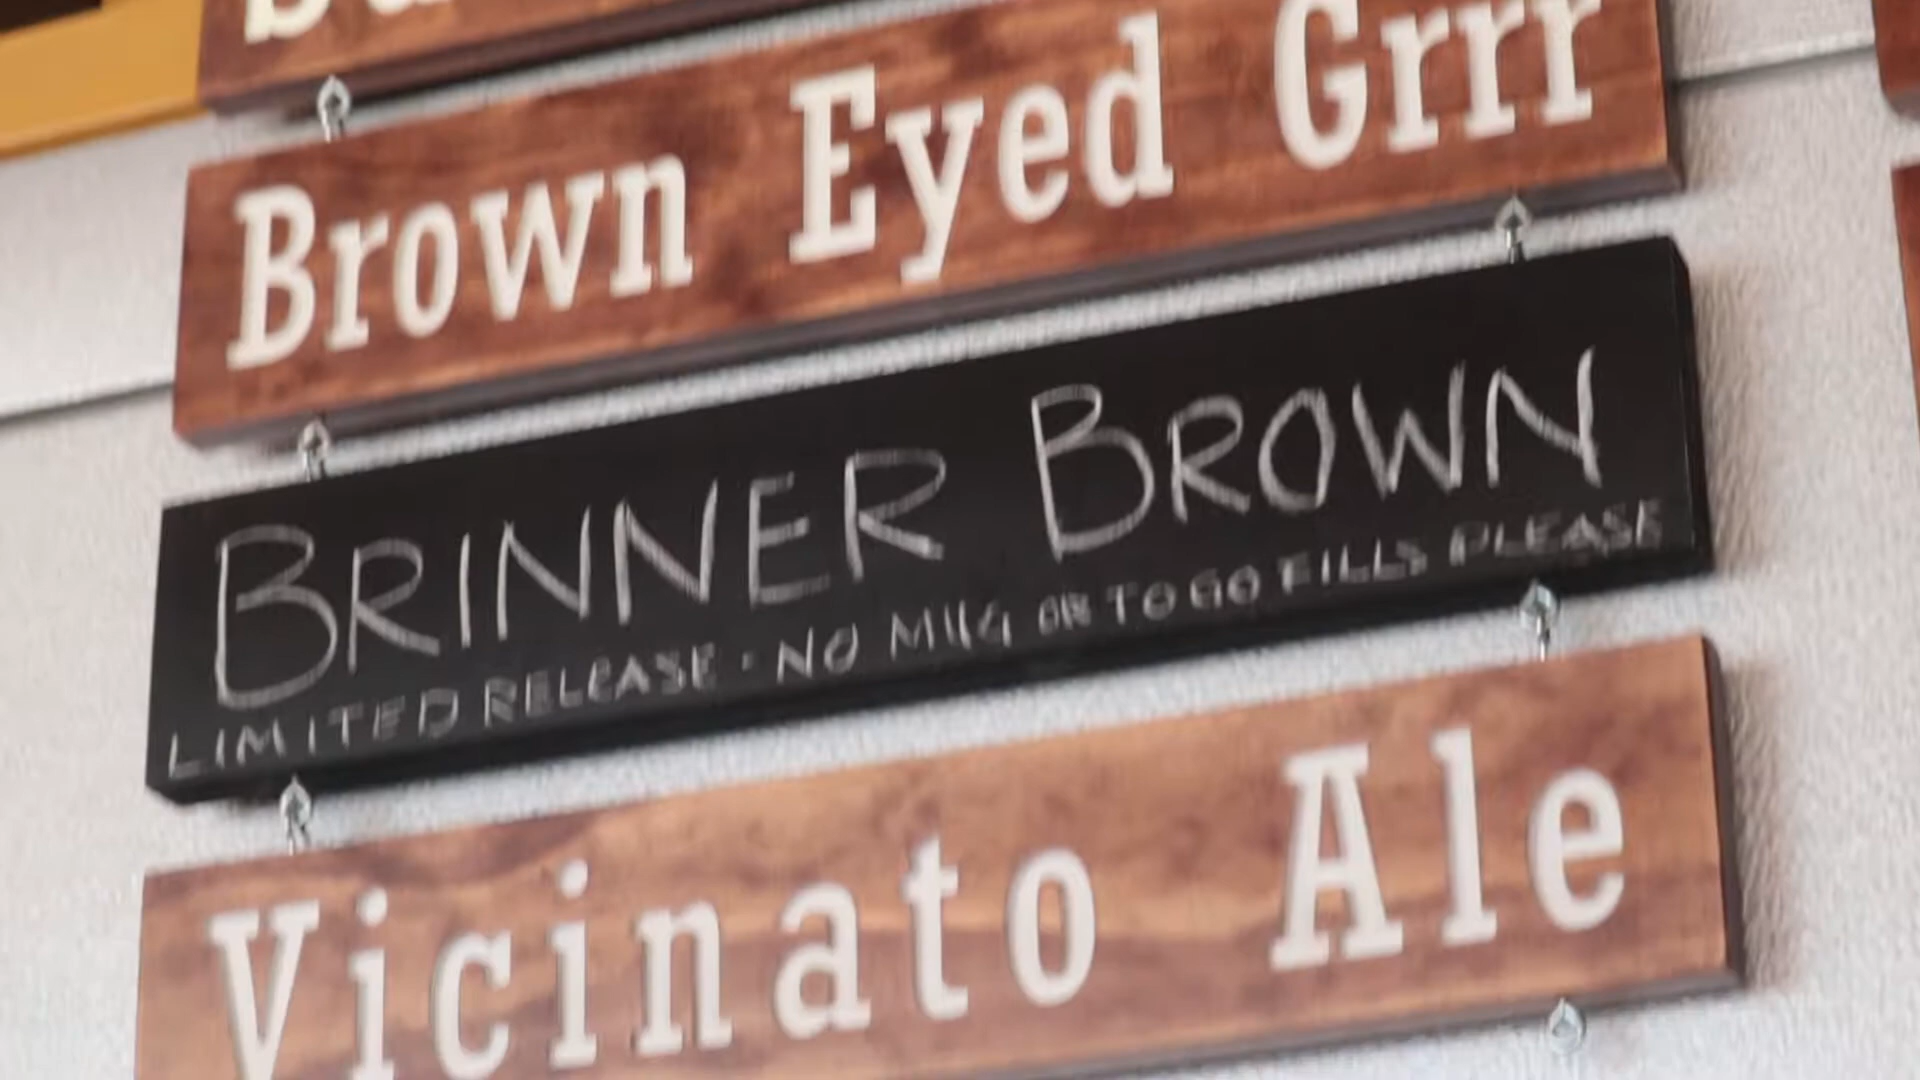 Brown Eyed Grrr
BRINNER BROWN
LIMITED RELEASE - NO MUG OR TO GO FILLS PLEASE
Vicinato Ale